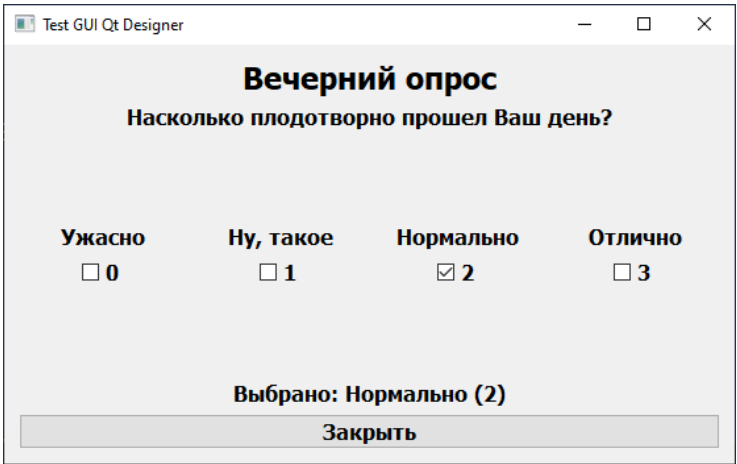 Test GUI Qt Designer
Вечерний опрос
Насколько плодотворно прошел Ваш день?
Ужасно Ну, такое Нормально Отлично
0 1 2 3
Выбрано: Нормально (2)
Закрыть